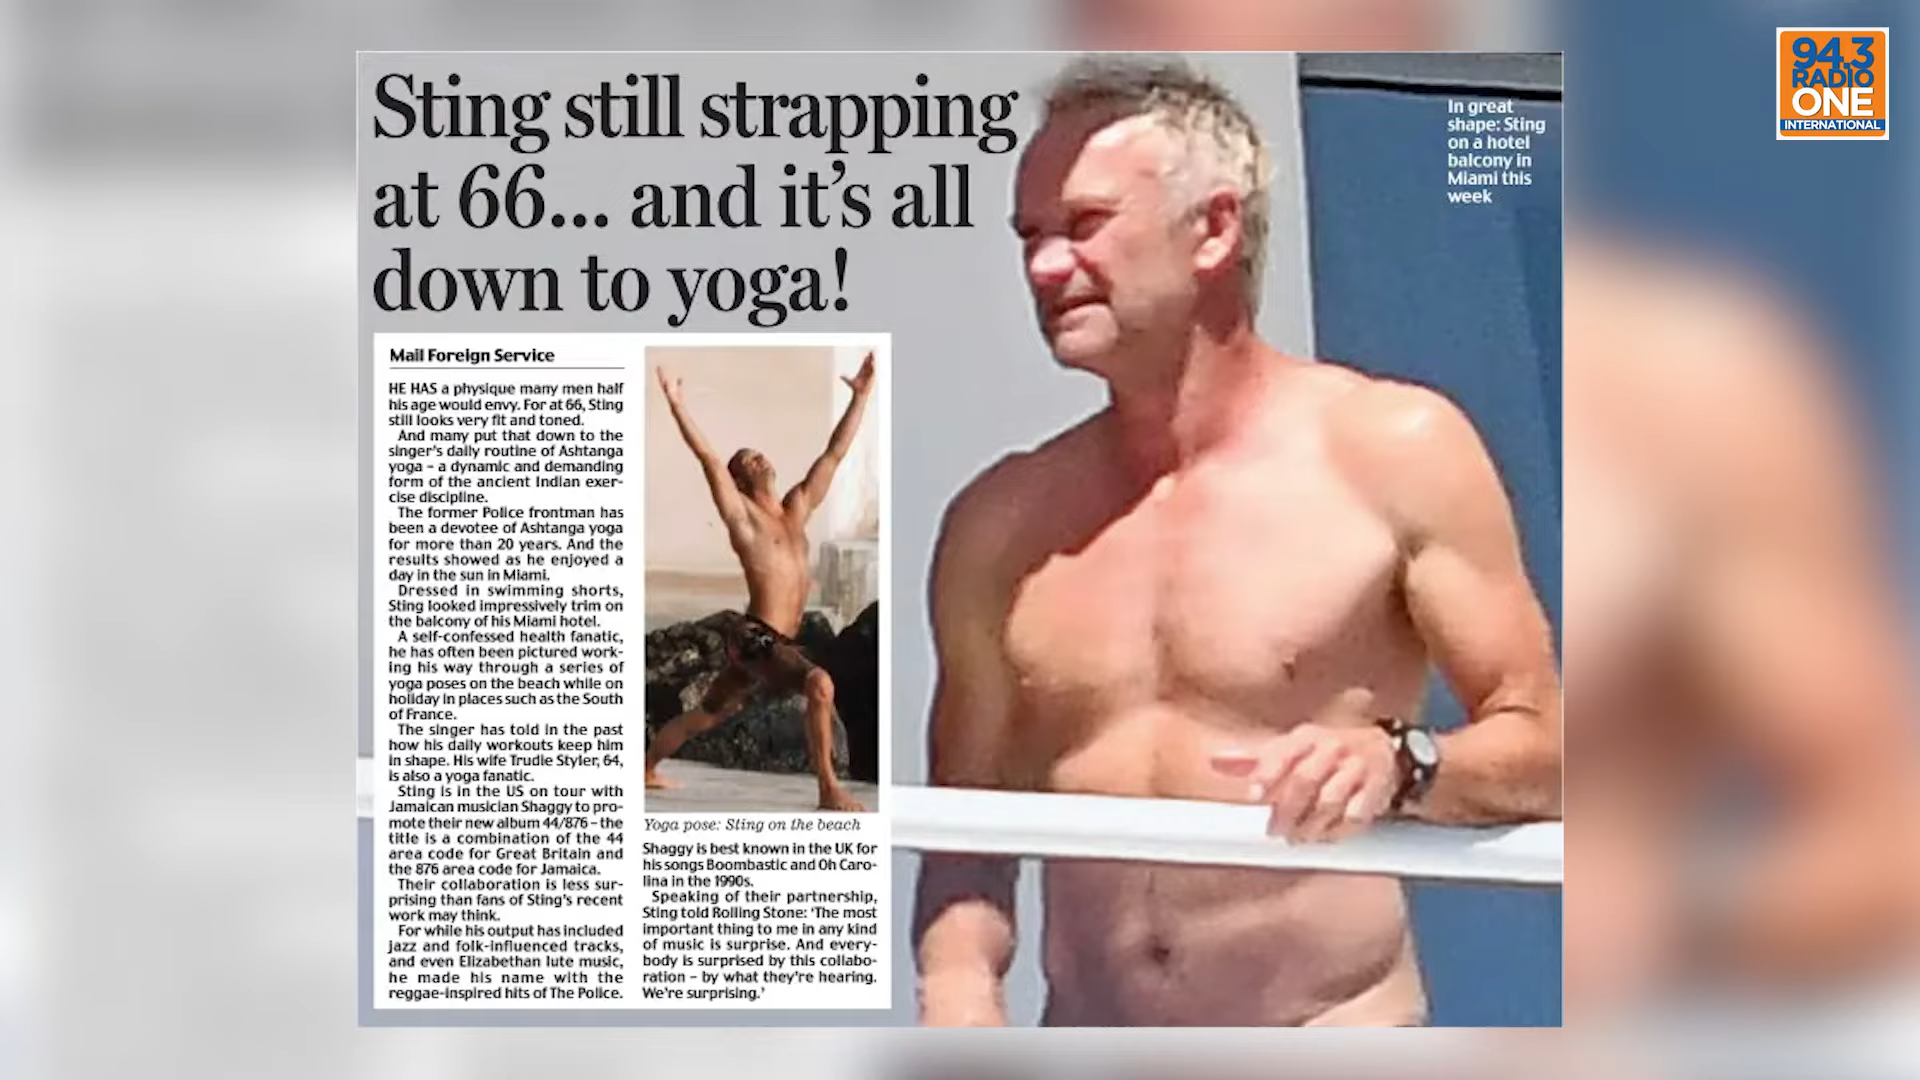 94.3
RADIO
ONE
INTERNATIONAL
Sting still strapping
at 66... and it's all
down to yoga!
In great
shape: Sting
on a hotel
balcony in
Miami this
week
Mail Foreign Service
HE HAS a physique many men half
his age would envy. For at 66, Sting
still looks very fit and toned.
And many put that down to the
singer's daily routine of Ashtanga
yoga – a dynamic and demanding
form of the ancient Indian exer-
cise discipline.
The former Police frontman has
been a devotee of Ashtanga yoga
for more than 20 years. And the
results showed as he enjoyed a
day in the sun in Miami.
Dressed in swimming shorts,
Sting looked impressively trim on
the balcony of his Miami hotel.
A self-confessed health fanatic,
he has often been pictured work-
ing his way through a series of
yoga poses on the beach while on
holiday in places such as the South
of France.
The singer has told in the past
how his daily workouts keep him
in shape. His wife Trudie Styler, 64,
is also a yoga fanatic.
Sting is in the US on tour with
Jamaican musician Shaggy to pro-
mote their new album 44/876 – the
title is a combination of the 44
area code for Great Britain and
the 876 area code for Jamaica.
Their collaboration is less sur-
prising than fans of Sting's recent
work may think.
For while his output has included
jazz and folk-influenced tracks,
and even Elizabethan lute music,
he made his name with the
reggae-inspired hits of The Police.
Yoga pose: Sting on the beach
Shaggy is best known in the UK for
his songs Boombastic and Oh Caro-
lina in the 1990s.
Speaking of their partnership,
Sting told Rolling Stone: 'The most
important thing to me in any kind
of music is surprise. And every-
body is surprised by this collabo-
ration – by what they're hearing.
We're surprising.'